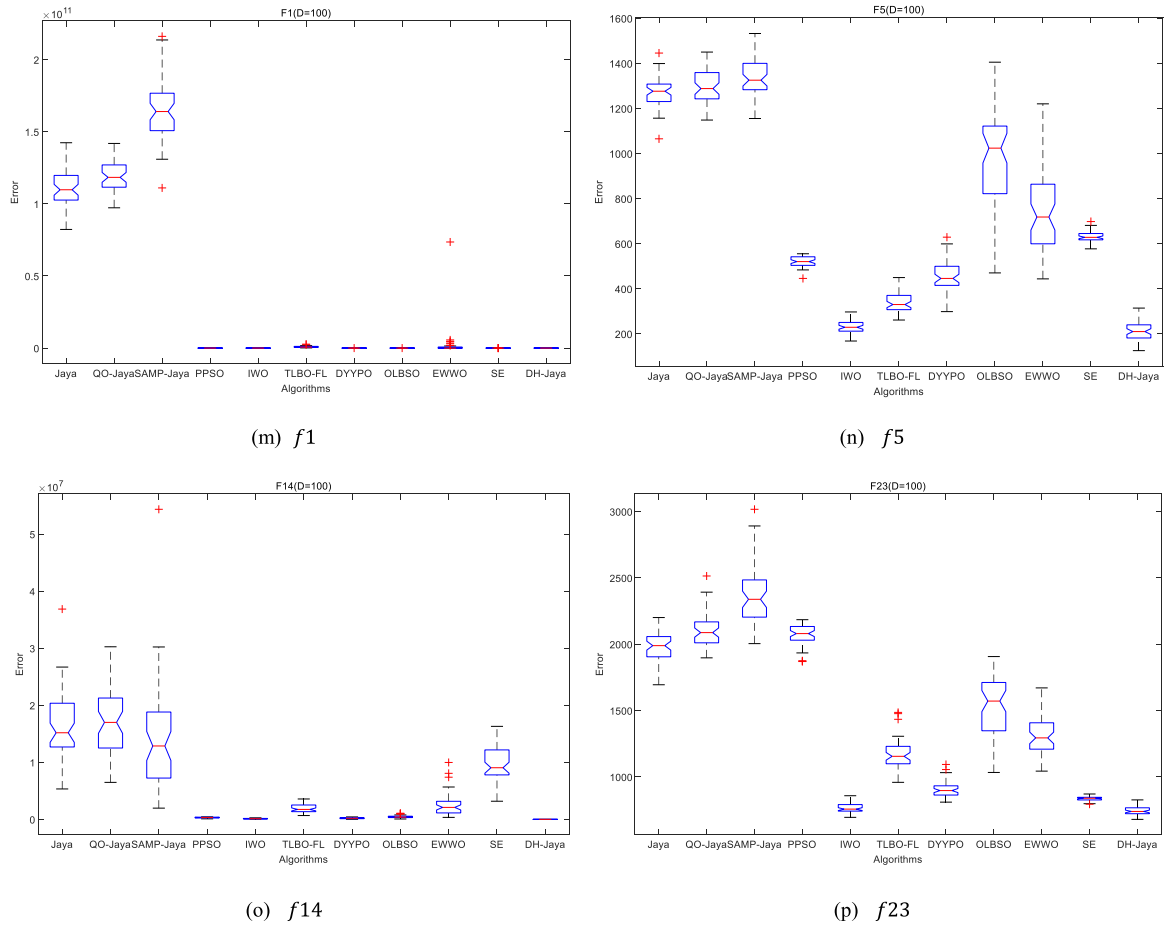 ×10^11
F1(D=100)
2
1.5
1
0.5
0
Error
Jaya QO-Jaya SAMP-Jaya PPSO IWO TLBO-FL DYYPO OLBSO EWWO SE DH-Jaya
Algorithms
(m) f1
F5(D=100)
1600
1400
1200
1000
800
600
400
200
Error
Jaya QO-Jaya SAMP-Jaya PPSO IWO TLBO-FL DYYPO OLBSO EWWO SE DH-Jaya
Algorithms
(n) f5
×10^7
F14(D=100)
5
4
3
2
1
0
Error
Jaya QO-Jaya SAMP-Jaya PPSO IWO TLBO-FL DYYPO OLBSO EWWO SE DH-Jaya
Algorithms
(o) f14
F23(D=100)
3000
2500
2000
1500
1000
Error
Jaya QO-Jaya SAMP-Jaya PPSO IWO TLBO-FL DYYPO OLBSO EWWO SE DH-Jaya
Algorithms
(p) f23